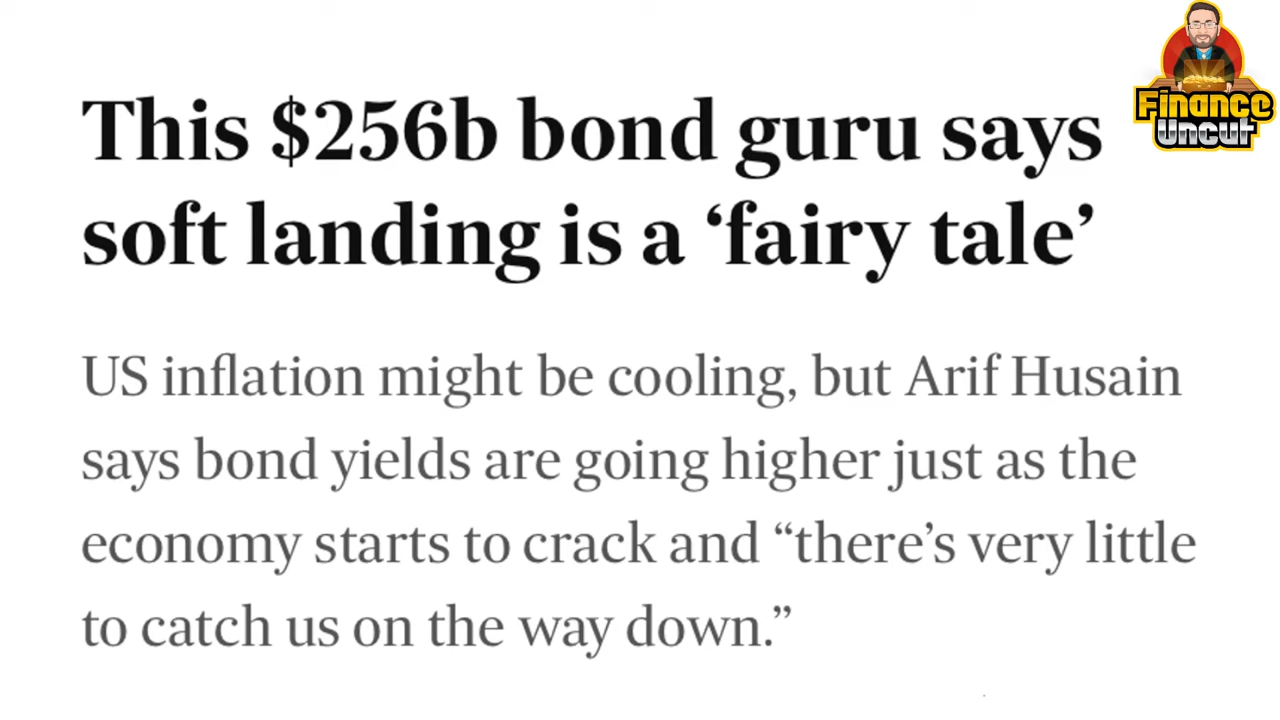 Finance
Uncut
This $256b bond guru says
soft landing is a ‘fairy tale’
US inflation might be cooling, but Arif Husain
says bond yields are going higher just as the
economy starts to crack and “there’s very little
to catch us on the way down.”